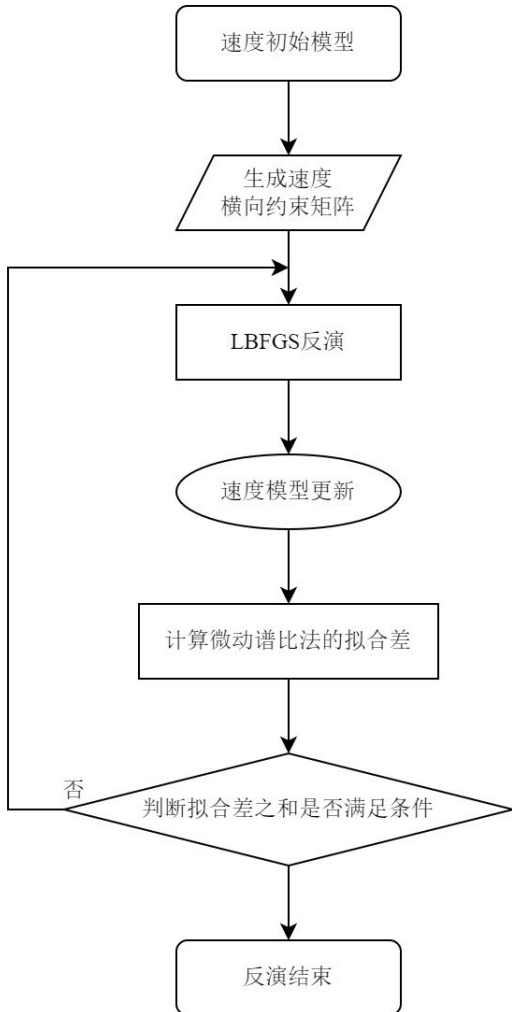 速度初始模型
生成速度
横向约束矩阵
LBFGS反演
速度模型更新
计算微动谱比法的拟合差
否
判断拟合差之和是否满足条件
反演结束